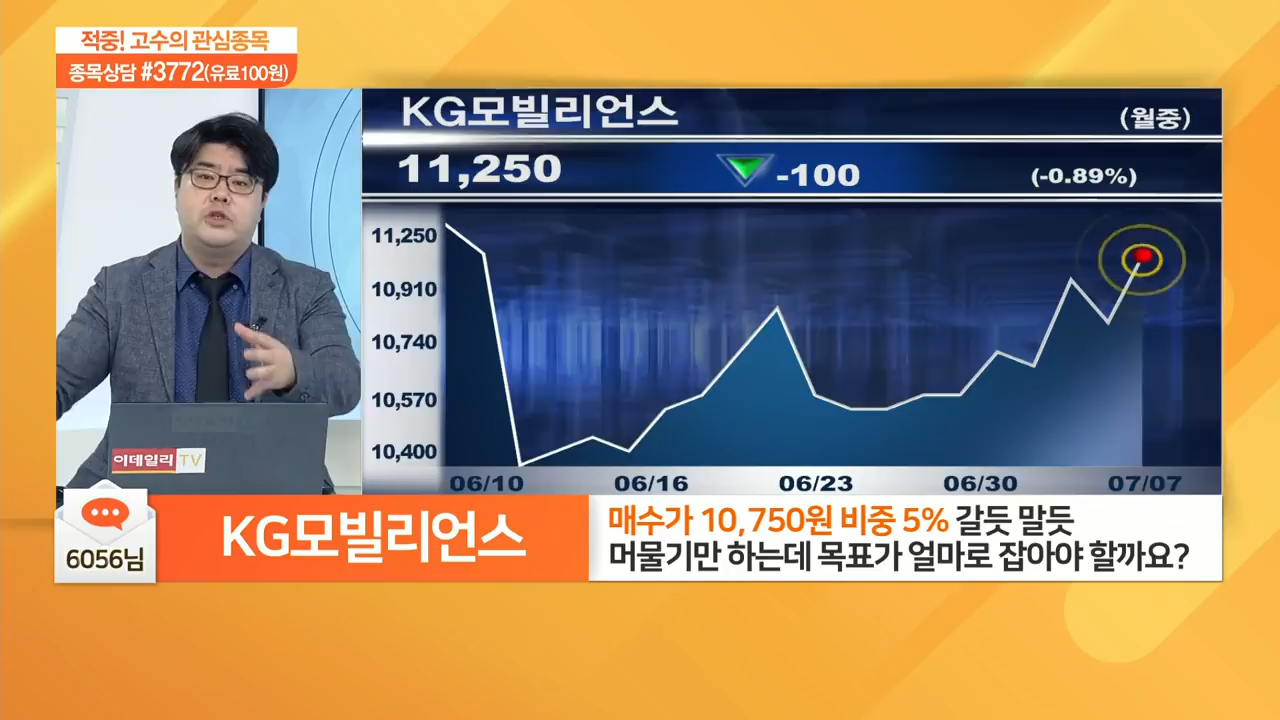 적중! 고수의 관심종목
종목상담 #3772(유료100원)
KG모빌리언스
(월중)
11,250
-100
(-0.89%)
11,250
10,910
10,740
10,570
10,400
06/10 06/16 06/23 06/30 07/07
이데일리TV
6056님
KG모빌리언스
매수가 10,750원 비중 5% 갈듯 말듯
머물기만 하는데 목표가 얼마로 잡아야 할까요?